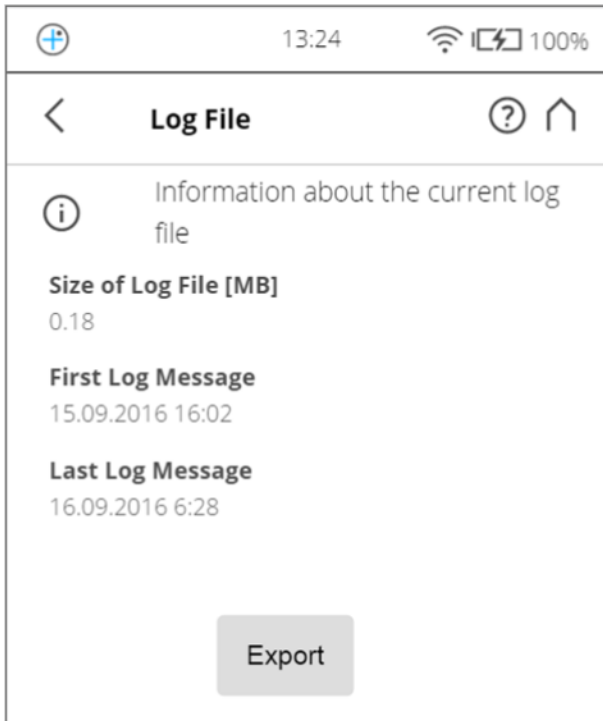 13:24 100%
Log File
Information about the current log
file
Size of Log File [MB]
0.18
First Log Message
15.09.2016 16:02
Last Log Message
16.09.2016 6:28
Export